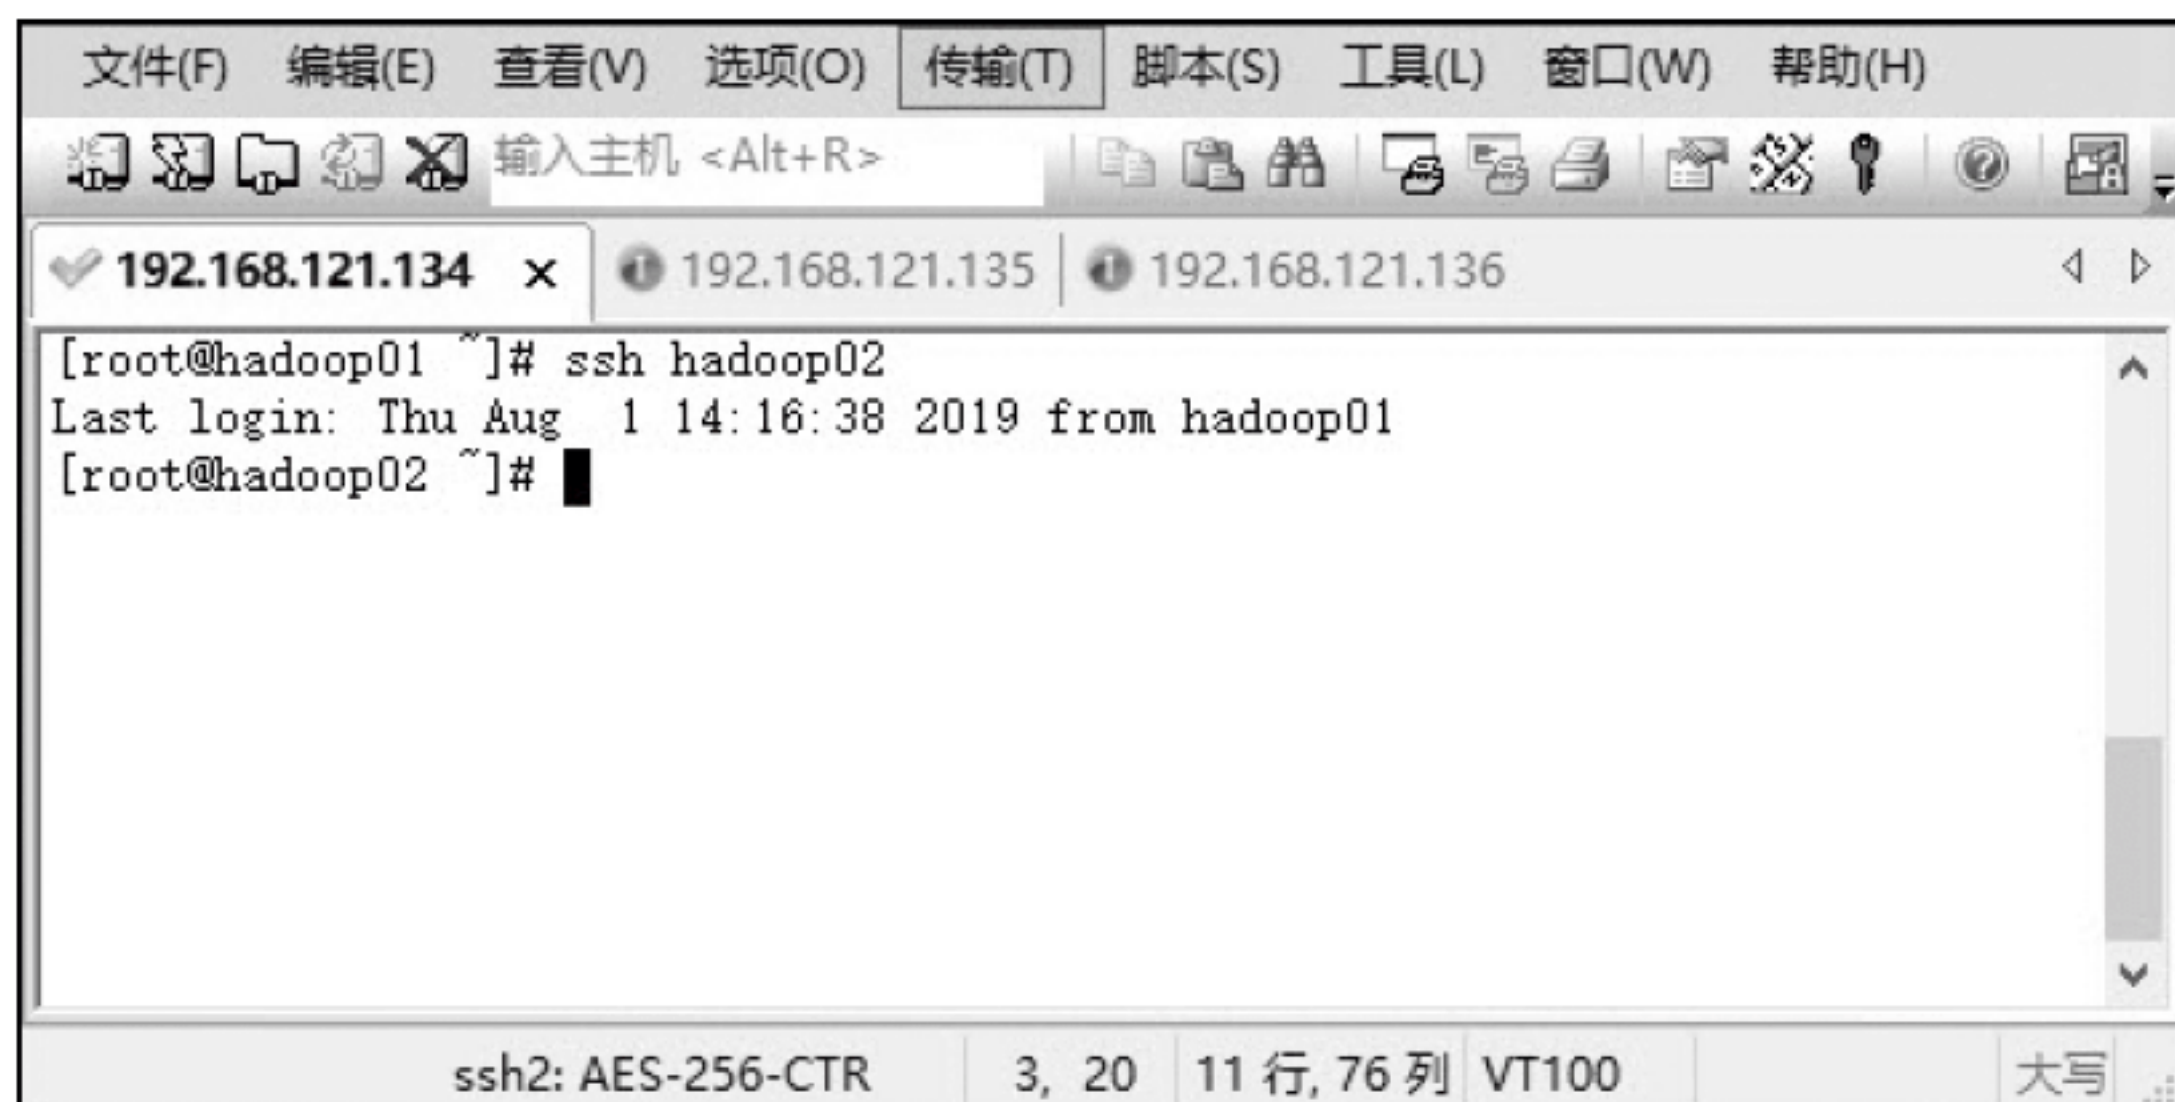 文件(F) 编辑(E) 查看(V) 选项(O) 传输(T) 脚本(S) 工具(L) 窗口(W) 帮助(H)
输入主机 <Alt+R>
192.168.121.134 192.168.121.135 192.168.121.136
[root@hadoop01 ~]# ssh hadoop02
Last login: Thu Aug  1 14:16:38 2019 from hadoop01
[root@hadoop02 ~]#
ssh2: AES-256-CTR 3, 20 11 行, 76 列 VT100 大写